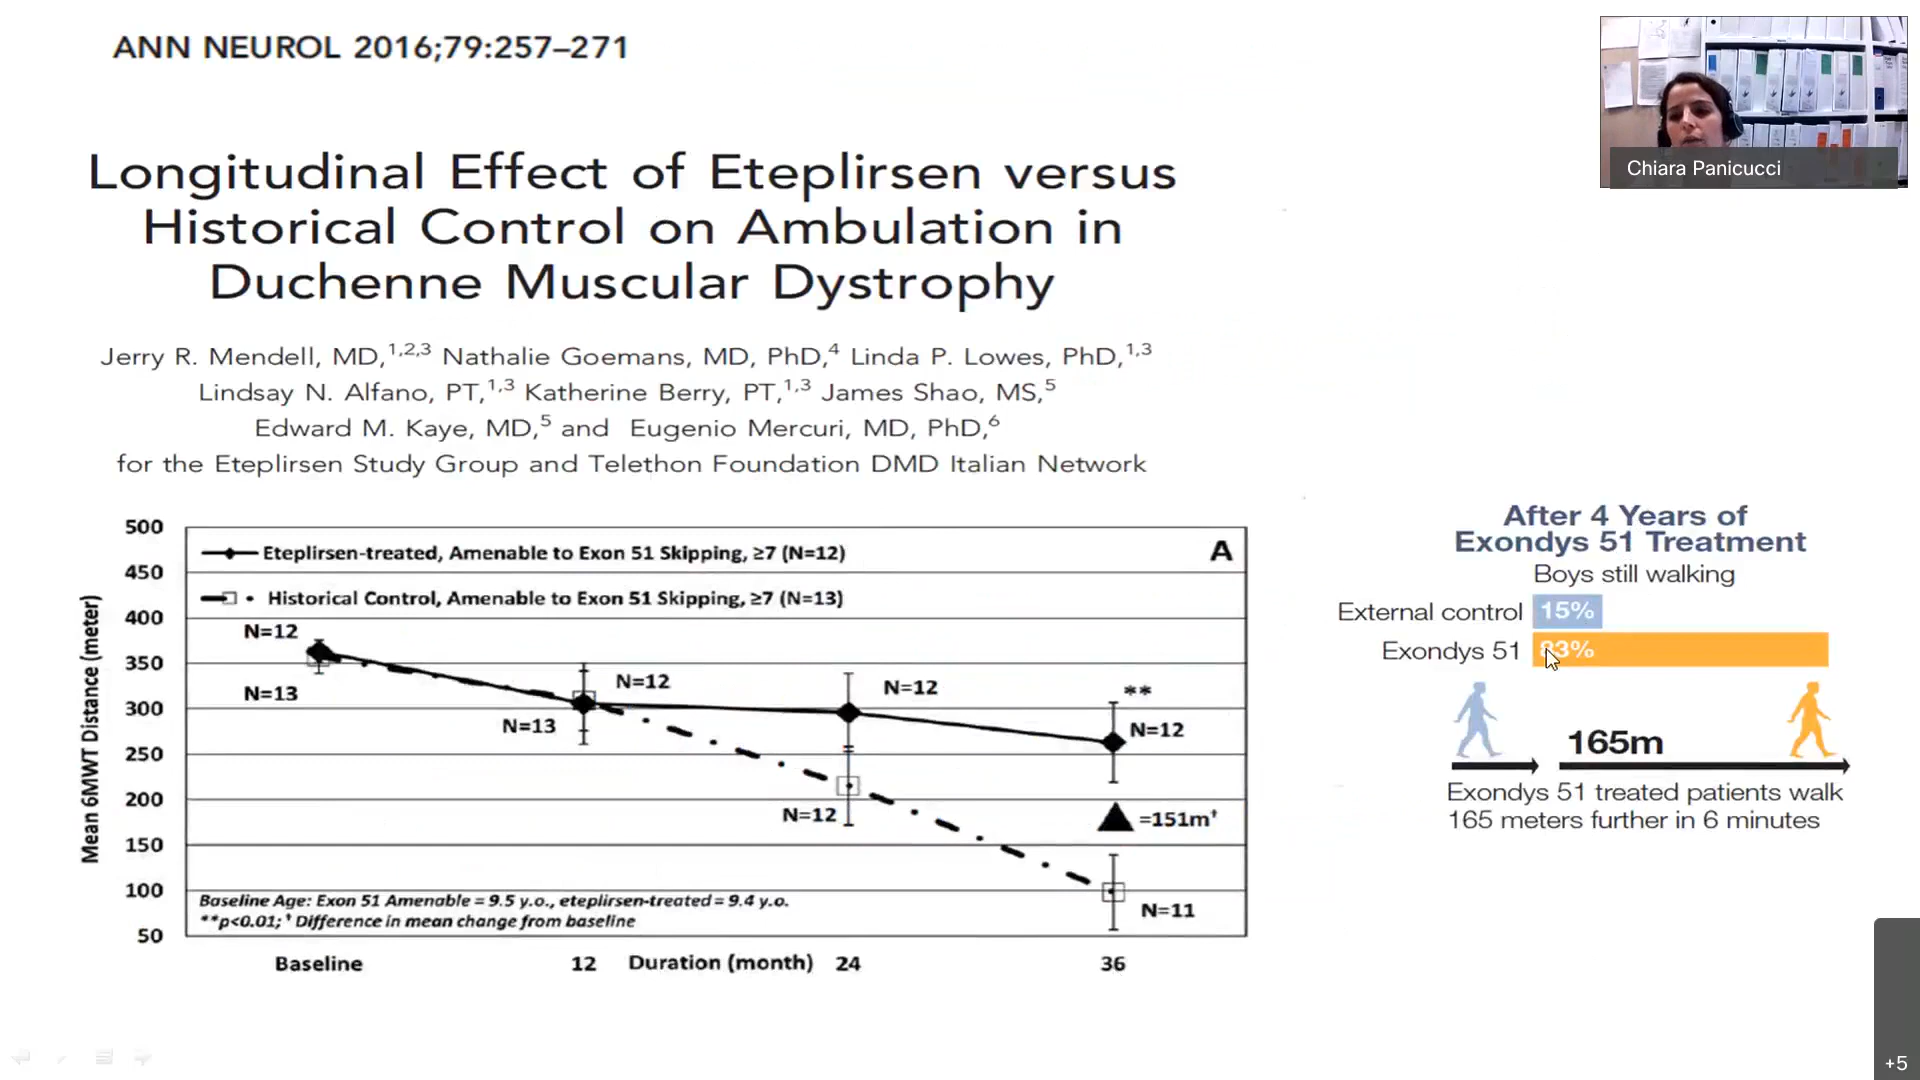 ANN NEUROL 2016;79:257–271
Chiara Panicucci
Longitudinal Effect of Eteplirsen versus
Historical Control on Ambulation in
Duchenne Muscular Dystrophy
Jerry R. Mendell, MD,1,2,3 Nathalie Goemans, MD, PhD,4 Linda P. Lowes, PhD,1,3
Lindsay N. Alfano, PT,1,3 Katherine Berry, PT,1,3 James Shao, MS,5
Edward M. Kaye, MD,5 and Eugenio Mercuri, MD, PhD,6
for the Eteplirsen Study Group and Telethon Foundation DMD Italian Network
Mean 6MWT Distance (meter)
500
450
400
350
300
250
200
150
100
50
Eteplirsen-treated, Amenable to Exon 51 Skipping, ≥7 (N=12)
A
Historical Control, Amenable to Exon 51 Skipping, ≥7 (N=13)
N=12
N=13
N=12
N=13
N=12
N=12
**
N=12
=151m†
N=11
Baseline Age: Exon 51 Amenable = 9.5 y.o., eteplirsen-treated = 9.4 y.o.
**p<0.01; † Difference in mean change from baseline
Baseline 12 Duration (month) 24 36
After 4 Years of
Exondys 51 Treatment
Boys still walking
External control 15%
Exondys 51 83%
165m
Exondys 51 treated patients walk
165 meters further in 6 minutes
+5